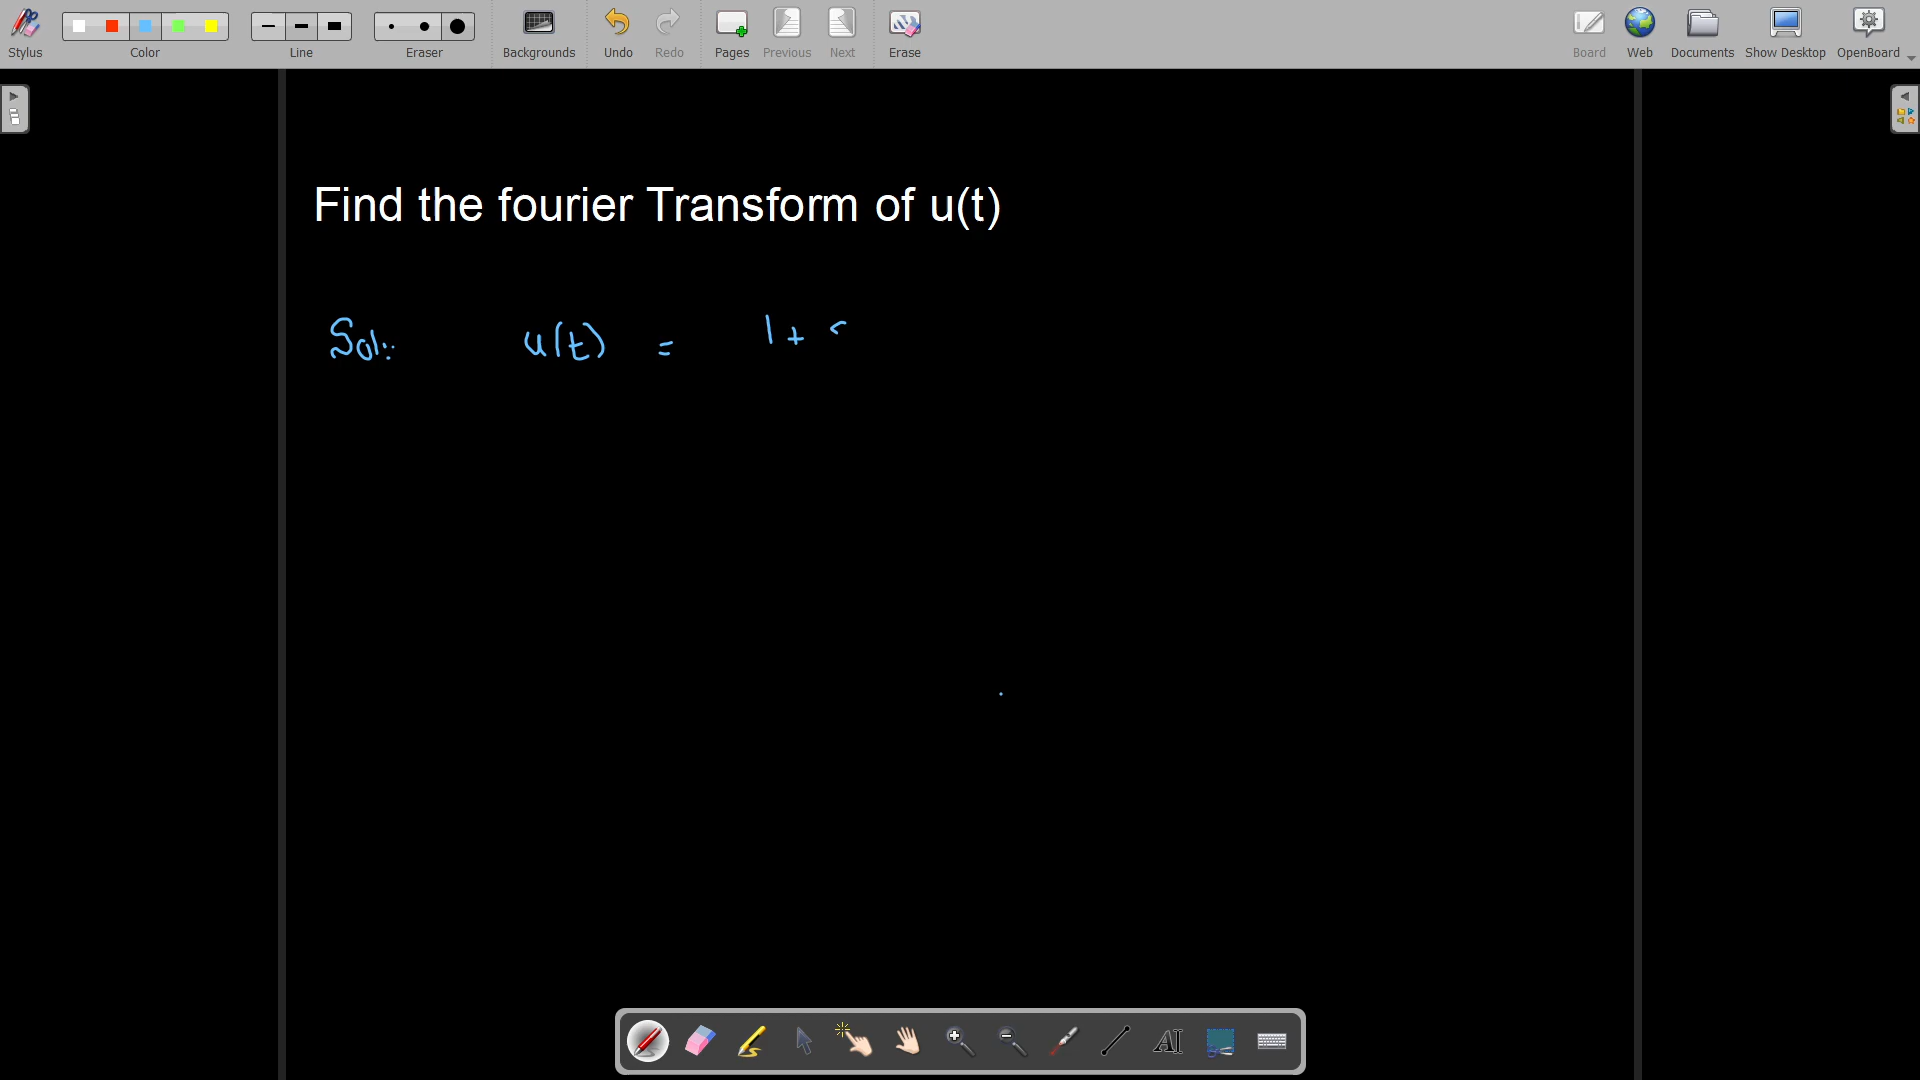 Stylus Color Line Eraser Backgrounds Undo Redo Pages Previous Next Erase Board Web Documents Show Desktop OpenBoard
Find the fourier Transform of u(t)
Sol: u(t) = 1 +